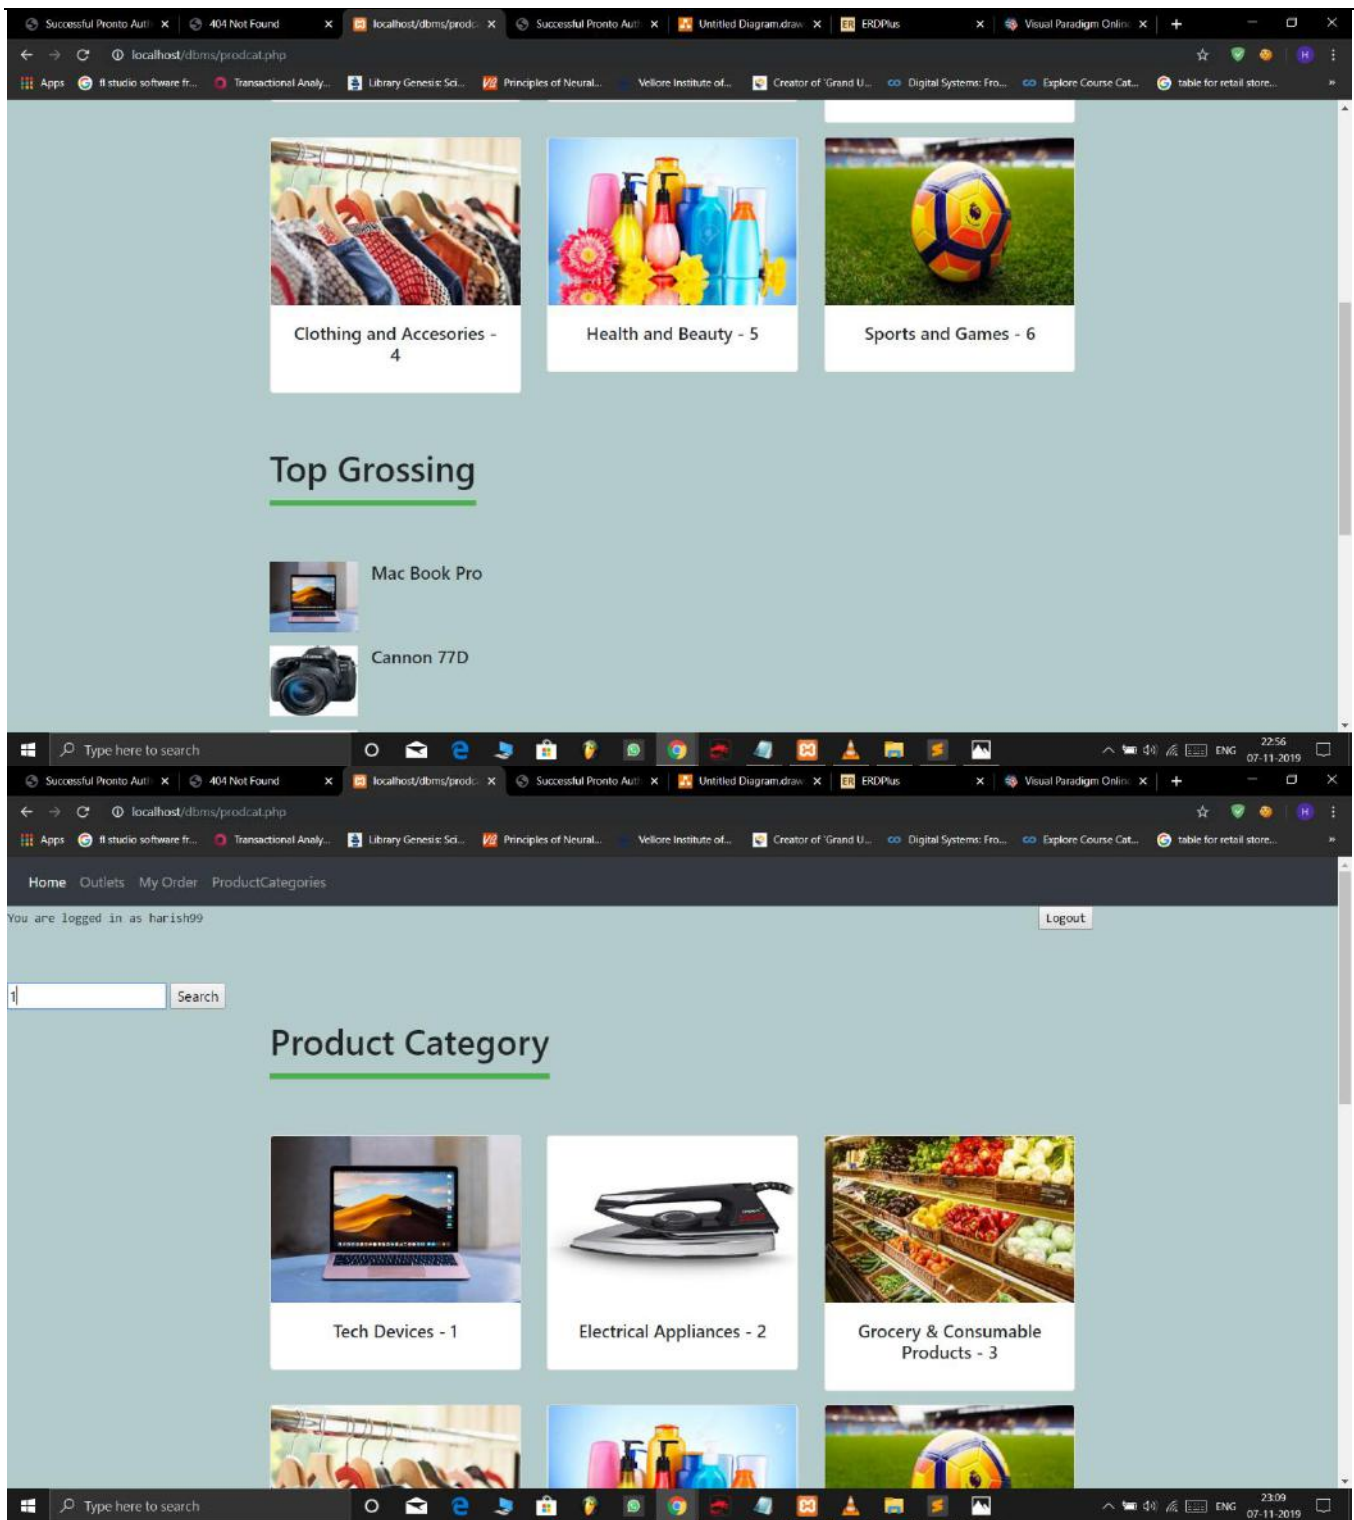 Successful Pronto Auth
404 Not Found
localhost/dbms/prodc
Successful Pronto Auth
Untitled Diagram.draw
ER ERDPlus
Visual Paradigm Online
localhost/dbms/prodcat.php
H
Apps
fl studio software fr...
Transactional Analy...
Library Genesis: Sci...
Principles of Neural...
Vellore Institute of...
Creator of 'Grand U...
Digital Systems: Fro...
Explore Course Cat...
table for retail store...
Clothing and Accesories -
4
Health and Beauty - 5
Sports and Games - 6
Top Grossing
Mac Book Pro
Cannon 77D
Type here to search
ENG
22:56
07-11-2019
Successful Pronto Auth
404 Not Found
localhost/dbms/prodc
Successful Pronto Auth
Untitled Diagram.draw
ER ERDPlus
Visual Paradigm Online
localhost/dbms/prodcat.php
H
Apps
fl studio software fr...
Transactional Analy...
Library Genesis: Sci...
Principles of Neural...
Vellore Institute of...
Creator of 'Grand U...
Digital Systems: Fro...
Explore Course Cat...
table for retail store...
Home Outlets My Order ProductCategories
You are logged in as harish99
Logout
1
Search
Product Category
Tech Devices - 1
Electrical Appliances - 2
Grocery & Consumable
Products - 3
Type here to search
ENG
23:09
07-11-2019